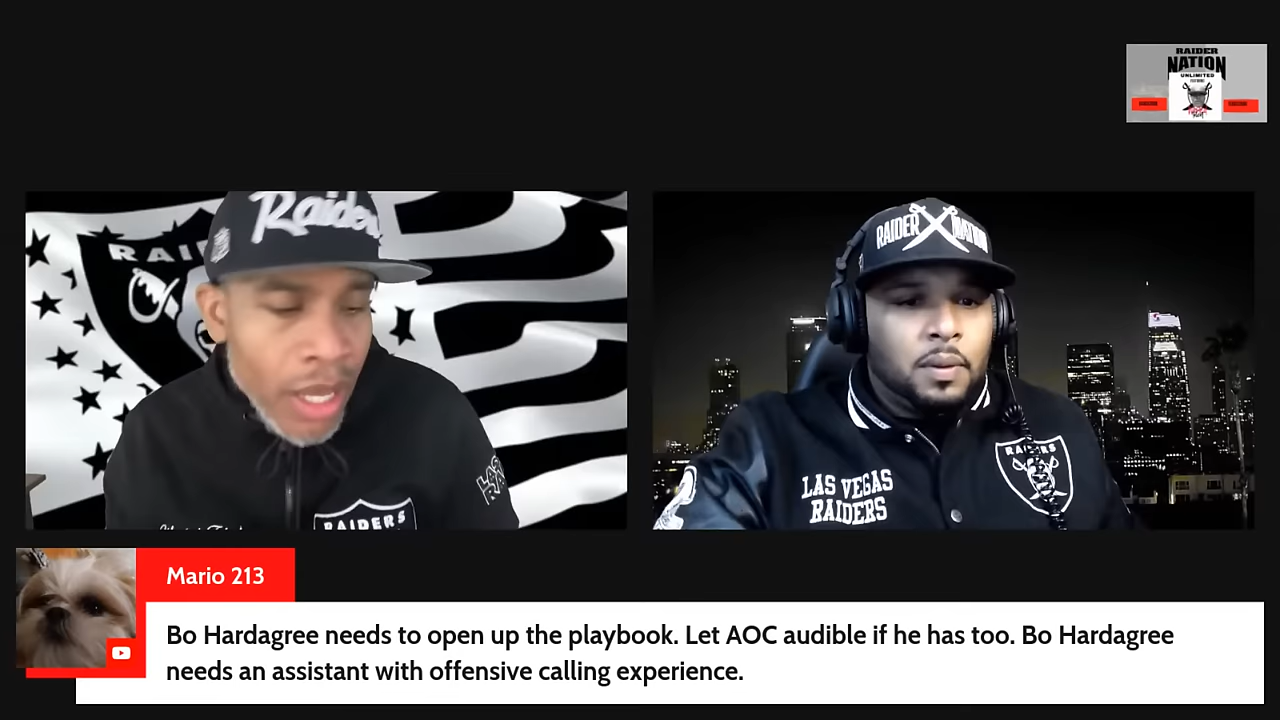 RAIDER
NATION
UNLIMITED
Raiders
RAI
RAIDERS
RAIDER NATION
LAS VEGAS
RAIDERS
RAIDERS
Mario 213
Bo Hardagree needs to open up the playbook. Let AOC audible if he has too. Bo Hardagree
needs an assistant with offensive calling experience.